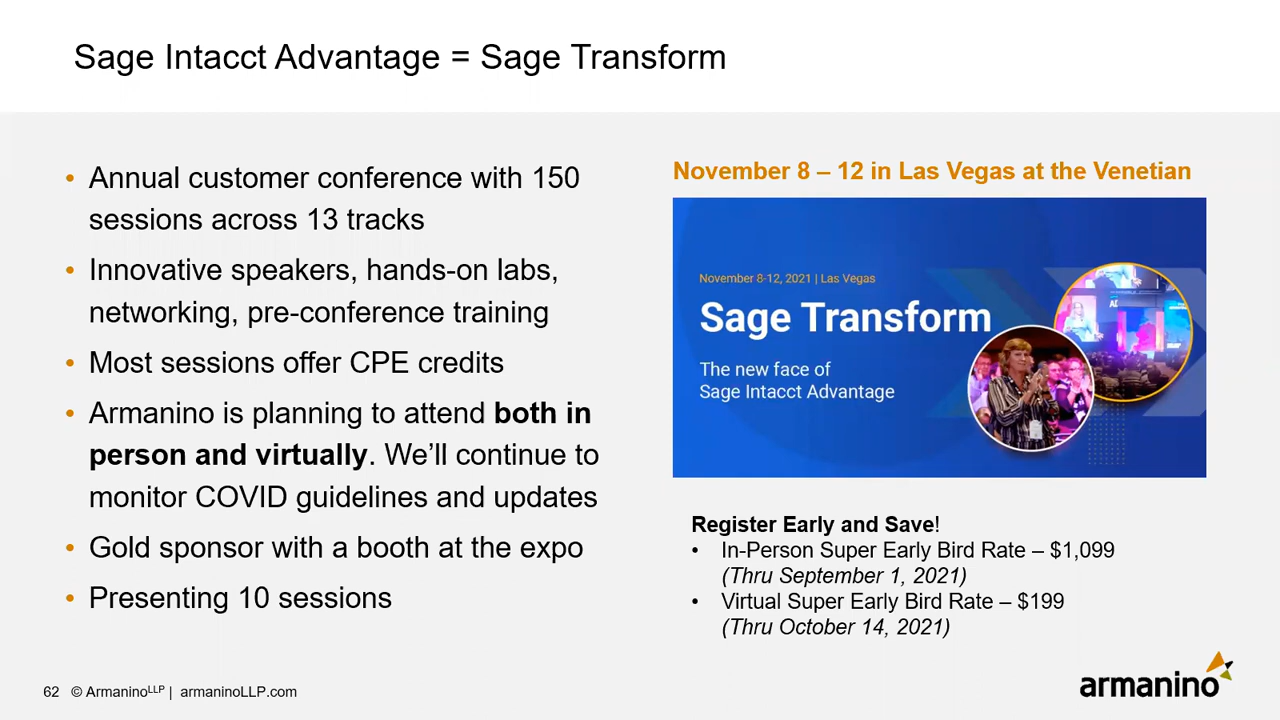 Sage Intacct Advantage = Sage Transform
• Annual customer conference with 150
sessions across 13 tracks
• Innovative speakers, hands-on labs,
networking, pre-conference training
• Most sessions offer CPE credits
• Armanino is planning to attend both in
person and virtually. We’ll continue to
monitor COVID guidelines and updates
• Gold sponsor with a booth at the expo
• Presenting 10 sessions
November 8 – 12 in Las Vegas at the Venetian
November 8-12, 2021 | Las Vegas
Sage Transform
The new face of
Sage Intacct Advantage
Register Early and Save!
• In-Person Super Early Bird Rate – $1,099
(Thru September 1, 2021)
• Virtual Super Early Bird Rate – $199
(Thru October 14, 2021)
62 © ArmaninoLLP | armaninoLLP.com
armanino